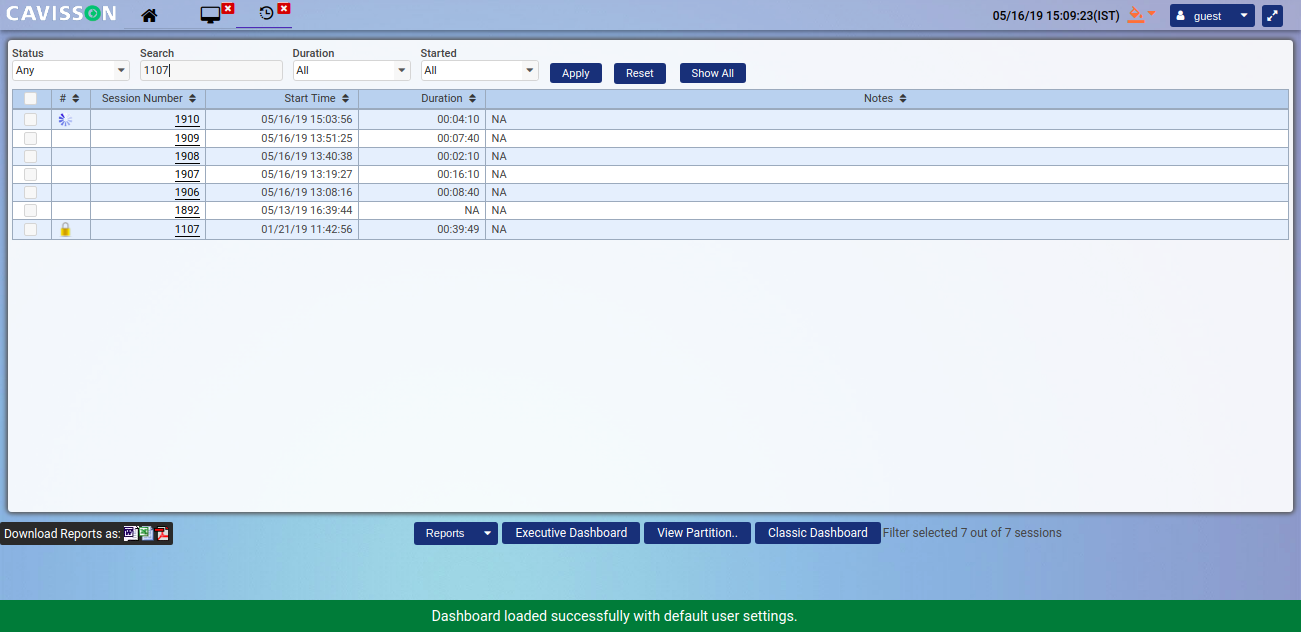 CAVISSON
05/16/19 15:09:23(IST)
guest
Status Search Duration Started
Any 1107 All All Apply Reset Show All
# Session Number Start Time Duration Notes
1910 05/16/19 15:03:56 00:04:10 NA
1909 05/16/19 13:51:25 00:07:40 NA
1908 05/16/19 13:40:38 00:02:10 NA
1907 05/16/19 13:19:27 00:16:10 NA
1906 05/16/19 13:08:16 00:08:40 NA
1892 05/13/19 16:39:44 NA NA
1107 01/21/19 11:42:56 00:39:49 NA
Download Reports as: Reports Executive Dashboard View Partition.. Classic Dashboard Filter selected 7 out of 7 sessions
Dashboard loaded successfully with default user settings.